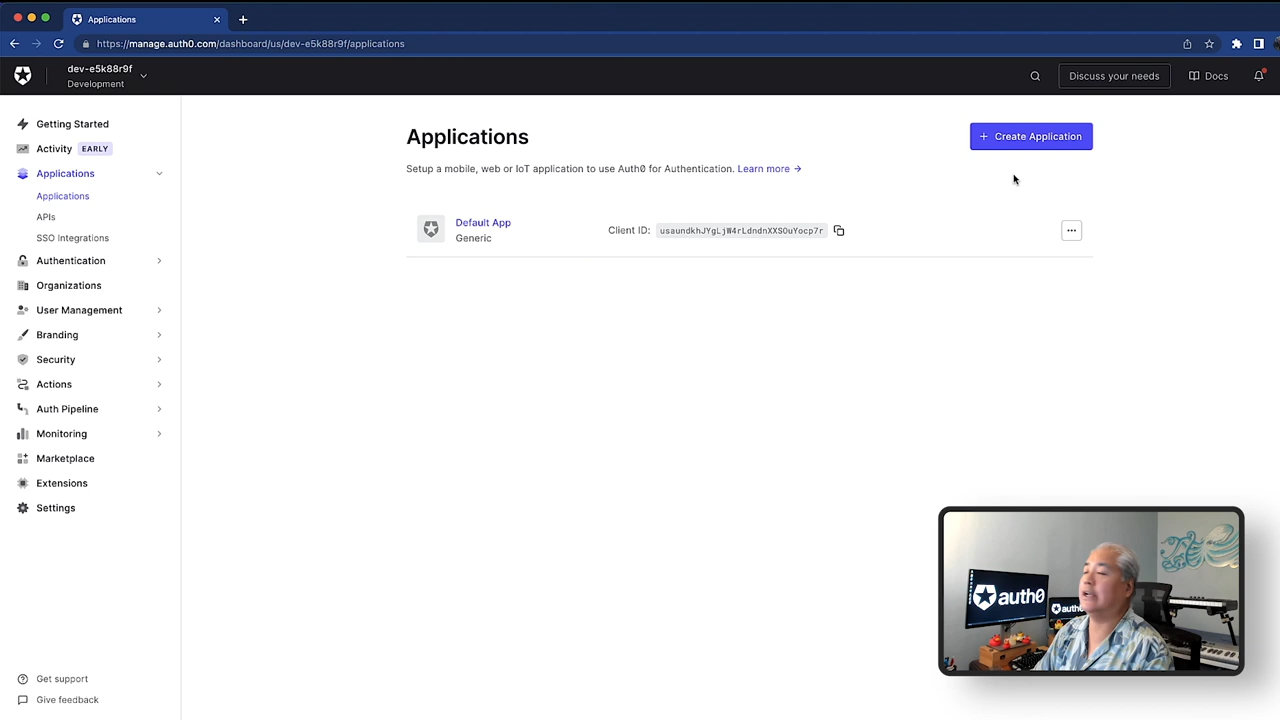 Applications
https://manage.auth0.com/dashboard/us/dev-e5k88r9f/applications
dev-e5k88r9f
Development
Discuss your needs
Docs
Getting Started
Activity EARLY
Applications
Applications
APIs
SSO Integrations
Authentication
Organizations
User Management
Branding
Security
Actions
Auth Pipeline
Monitoring
Marketplace
Extensions
Settings
Get support
Give feedback
Applications
+ Create Application
Setup a mobile, web or IoT application to use Auth0 for Authentication. Learn more →
Default App
Generic
Client ID: usaundkhJYgLjW4rLdndnXXSOuYocp7r
auth0
auth0